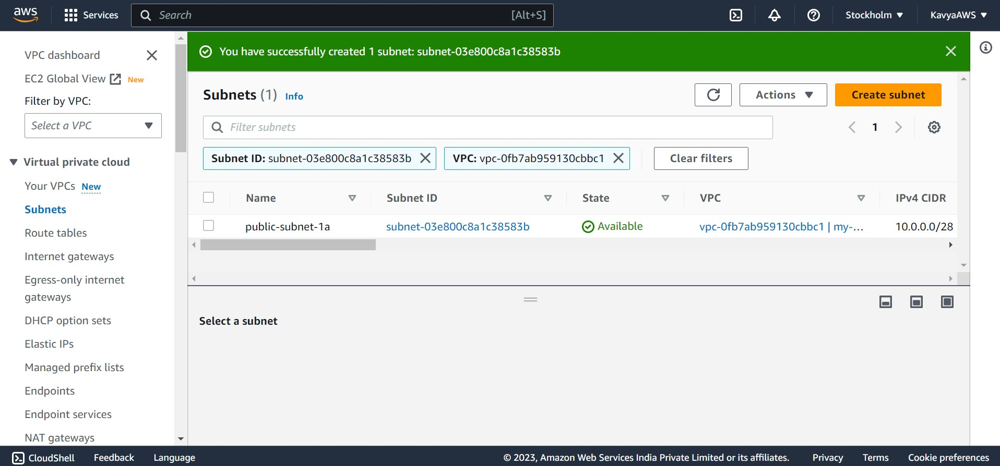 aws Services Search [Alt+S] Stockholm KavyaAWS
VPC dashboard
EC2 Global View New
Filter by VPC:
Select a VPC
Virtual private cloud
Your VPCs New
Subnets
Route tables
Internet gateways
Egress-only internet
gateways
DHCP option sets
Elastic IPs
Managed prefix lists
Endpoints
Endpoint services
NAT gateways
You have successfully created 1 subnet: subnet-03e800c8a1c38583b
Subnets (1) Info Actions Create subnet
Filter subnets 1
Subnet ID: subnet-03e800c8a1c38583b VPC: vpc-0fb7ab959130cbbc1 Clear filters
Name Subnet ID State VPC IPv4 CIDR
public-subnet-1a subnet-03e800c8a1c38583b Available vpc-0fb7ab959130cbbc1 | my-... 10.0.0.0/28
Select a subnet
CloudShell Feedback Language © 2023, Amazon Web Services India Private Limited or its affiliates. Privacy Terms Cookie preferences